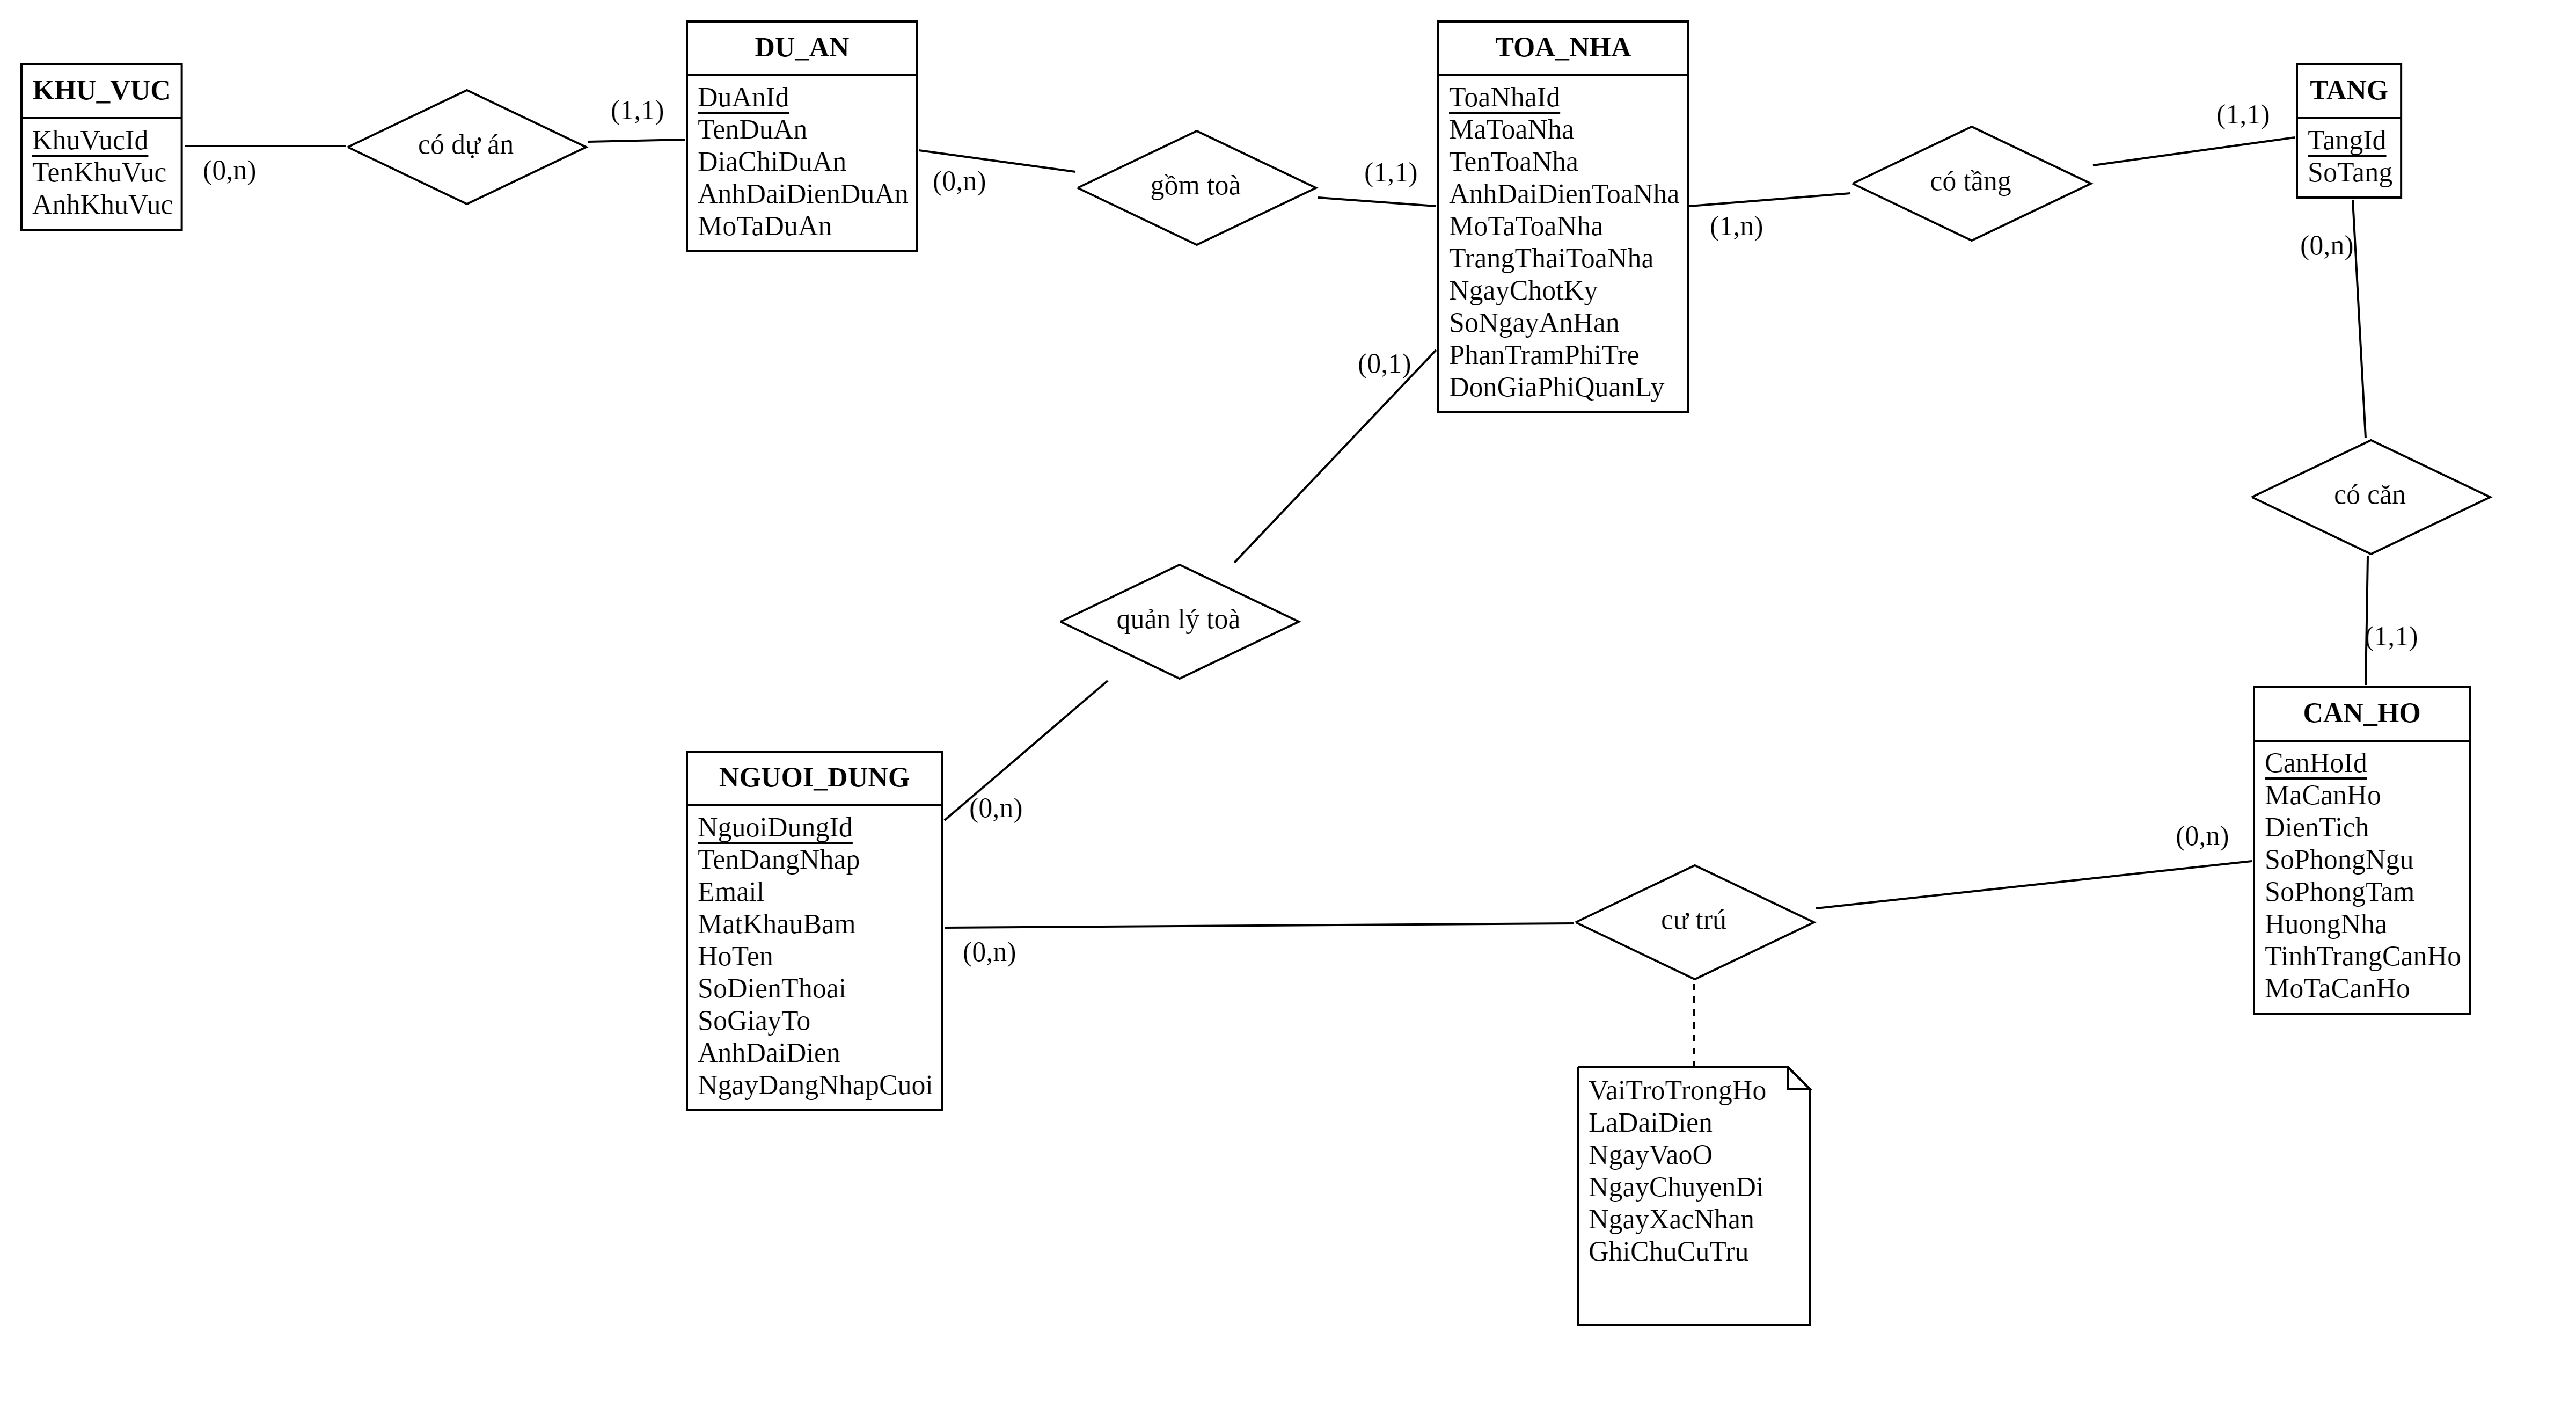 KHU_VUC
KhuVucId
TenKhuVuc
AnhKhuVuc
(0,n)
có dự án
(1,1)
DU_AN
DuAnId
TenDuAn
DiaChiDuAn
AnhDaiDienDuAn
MoTaDuAn
(0,n)
gồm toà
(1,1)
TOA_NHA
ToaNhaId
MaToaNha
TenToaNha
AnhDaiDienToaNha
MoTaToaNha
TrangThaiToaNha
NgayChotKy
SoNgayAnHan
PhanTramPhiTre
DonGiaPhiQuanLy
(1,n)
có tầng
(1,1)
TANG
TangId
SoTang
(0,n)
có căn
(1,1)
(0,1)
quản lý toà
(0,n)
NGUOI_DUNG
NguoiDungId
TenDangNhap
Email
MatKhauBam
HoTen
SoDienThoai
SoGiayTo
AnhDaiDien
NgayDangNhapCuoi
(0,n)
cư trú
(0,n)
CAN_HO
CanHoId
MaCanHo
DienTich
SoPhongNgu
SoPhongTam
HuongNha
TinhTrangCanHo
MoTaCanHo
VaiTroTrongHo
LaDaiDien
NgayVaoO
NgayChuyenDi
NgayXacNhan
GhiChuCuTru